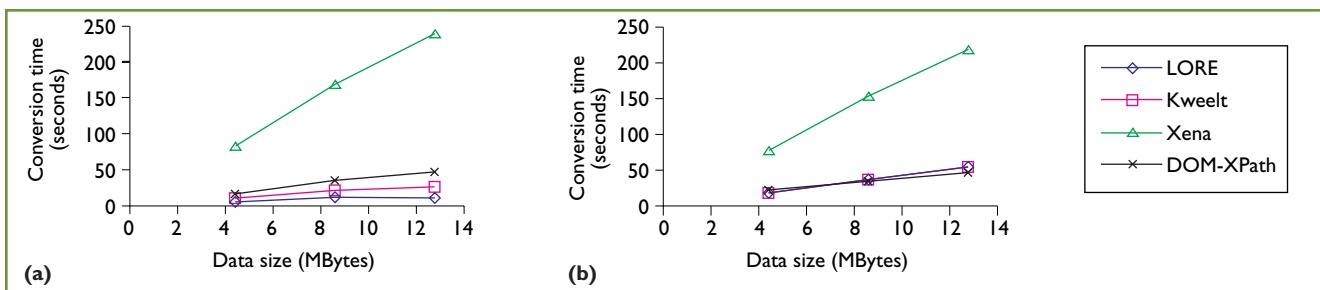 Conversion time
(seconds)
250
200
150
100
50
0
0 2 4 6 8 10 12 14
Data size (MBytes)
(a)
Conversion time
(seconds)
250
200
150
100
50
0
0 2 4 6 8 10 12 14
Data size (MBytes)
(b)
LORE
Kweelt
Xena
DOM-XPath